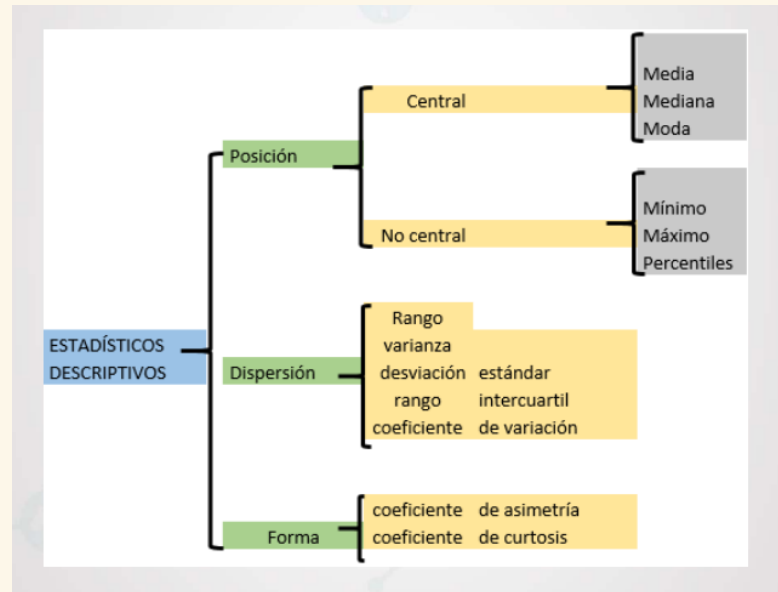 ESTADÍSTICOS
DESCRIPTIVOS
Posición
Central
Media
Mediana
Moda
No central
Mínimo
Máximo
Percentiles
Dispersión
Rango
varianza
desviación estándar
rango intercuartil
coeficiente de variación
Forma
coeficiente de asimetría
coeficiente de curtosis